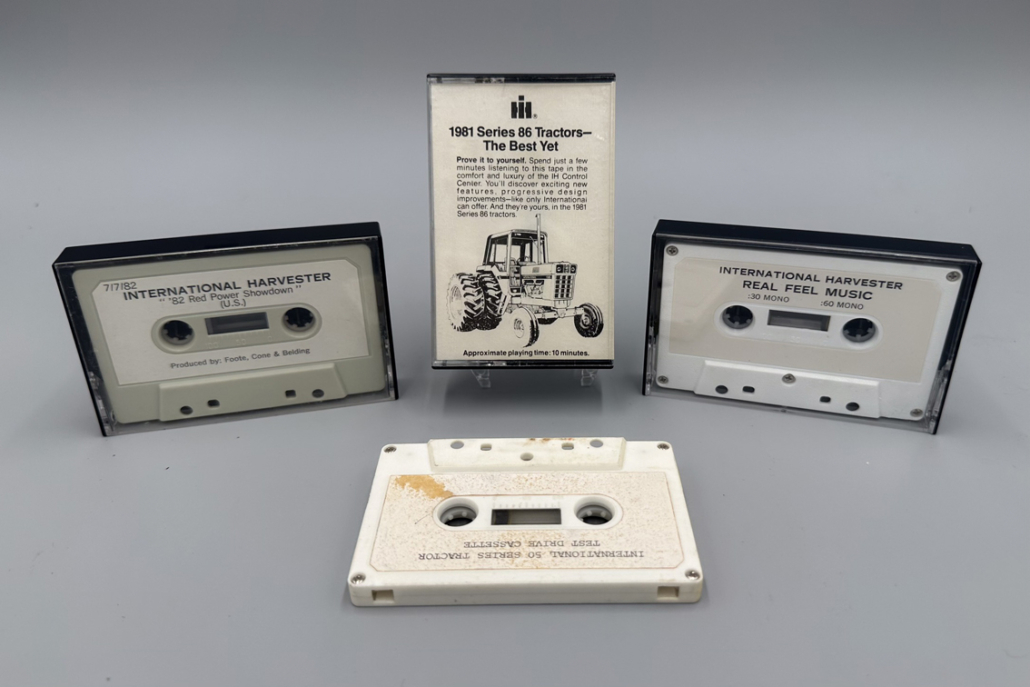 IH®
1981 Series 86 Tractors—
The Best Yet
Prove it to yourself. Spend just a few
minutes listening to this tape in the
comfort and luxury of the IH Control
Center. You'll discover exciting new
features, progressive design
improvements—like only International
can offer. And they're yours, in the 1981
Series 86 tractors.
Approximate playing time: 10 minutes.
7/7/82
INTERNATIONAL HARVESTER
"'82 Red Power Showdown"
(U.S.)
Produced by: Foote, Cone & Belding
INTERNATIONAL HARVESTER
REAL FEEL MUSIC
:30 MONO :60 MONO
INTERNATIONAL 50 SERIES TRACTOR
TEST DRIVE CASSETTE